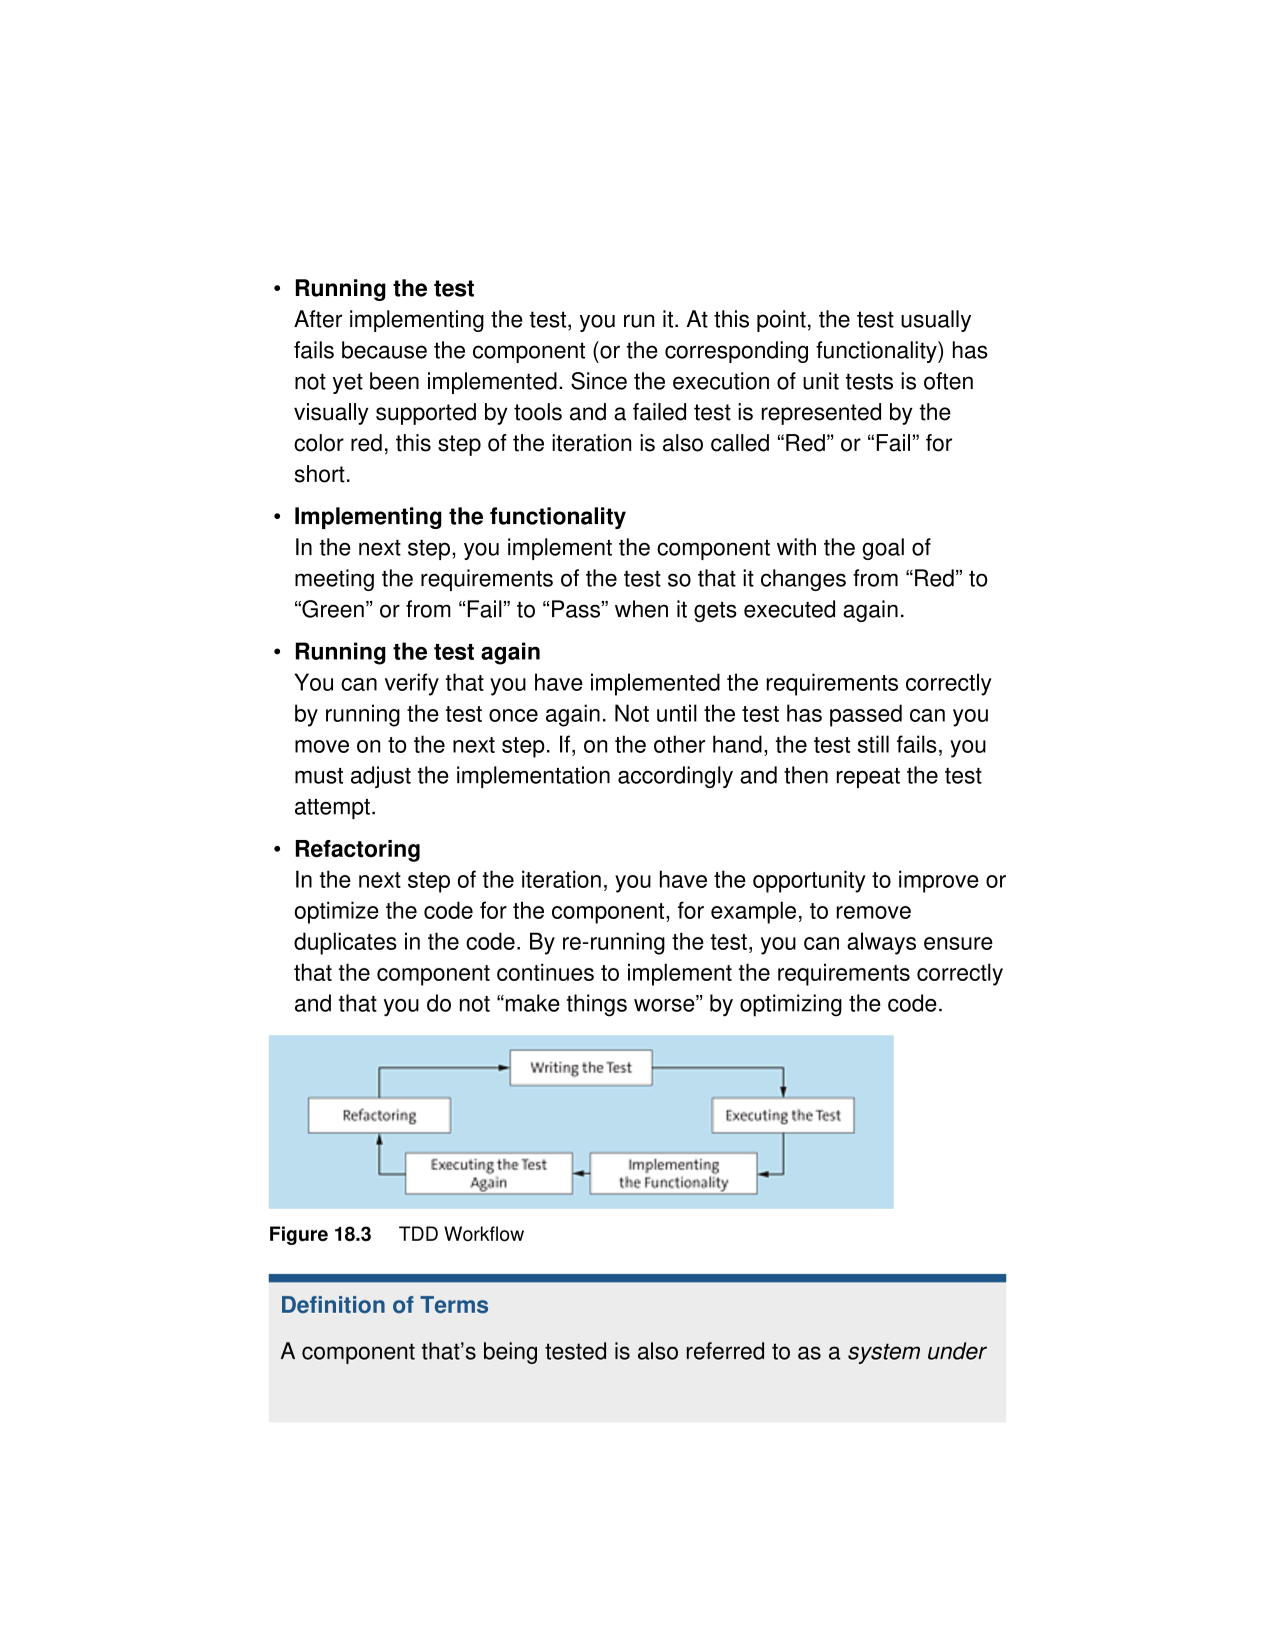 • Running the test
After implementing the test, you run it. At this point, the test usually
fails because the component (or the corresponding functionality) has
not yet been implemented. Since the execution of unit tests is often
visually supported by tools and a failed test is represented by the
color red, this step of the iteration is also called “Red” or “Fail” for
short.
• Implementing the functionality
In the next step, you implement the component with the goal of
meeting the requirements of the test so that it changes from “Red” to
“Green” or from “Fail” to “Pass” when it gets executed again.
• Running the test again
You can verify that you have implemented the requirements correctly
by running the test once again. Not until the test has passed can you
move on to the next step. If, on the other hand, the test still fails, you
must adjust the implementation accordingly and then repeat the test
attempt.
• Refactoring
In the next step of the iteration, you have the opportunity to improve or
optimize the code for the component, for example, to remove
duplicates in the code. By re-running the test, you can always ensure
that the component continues to implement the requirements correctly
and that you do not “make things worse” by optimizing the code.
Writing the Test
Refactoring
Executing the Test
Executing the Test
Again
Implementing
the Functionality
Figure 18.3 TDD Workflow
Definition of Terms
A component that’s being tested is also referred to as a system under